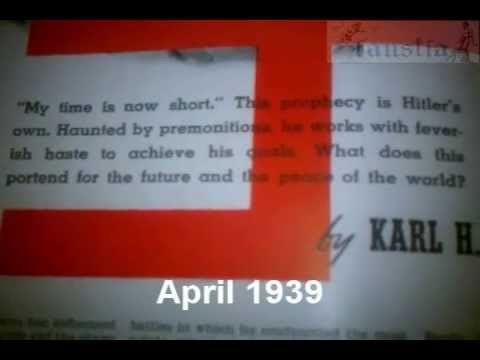 "My time is now short." This prophecy is Hitler's
own. Haunted by premonitions, he works with fever-
ish haste to achieve his goals. What does this
portend for the future and the peace of the world?
by KARL H.
April 1939